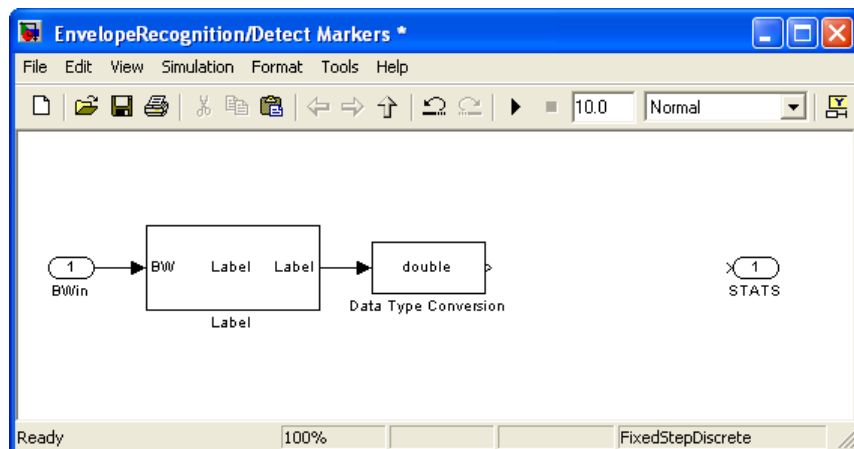 EnvelopeRecognition/Detect Markers *
File Edit View Simulation Format Tools Help
10.0 Normal
1 BW Label Label double 1
BWin Label Data Type Conversion STATS
Ready 100% FixedStepDiscrete